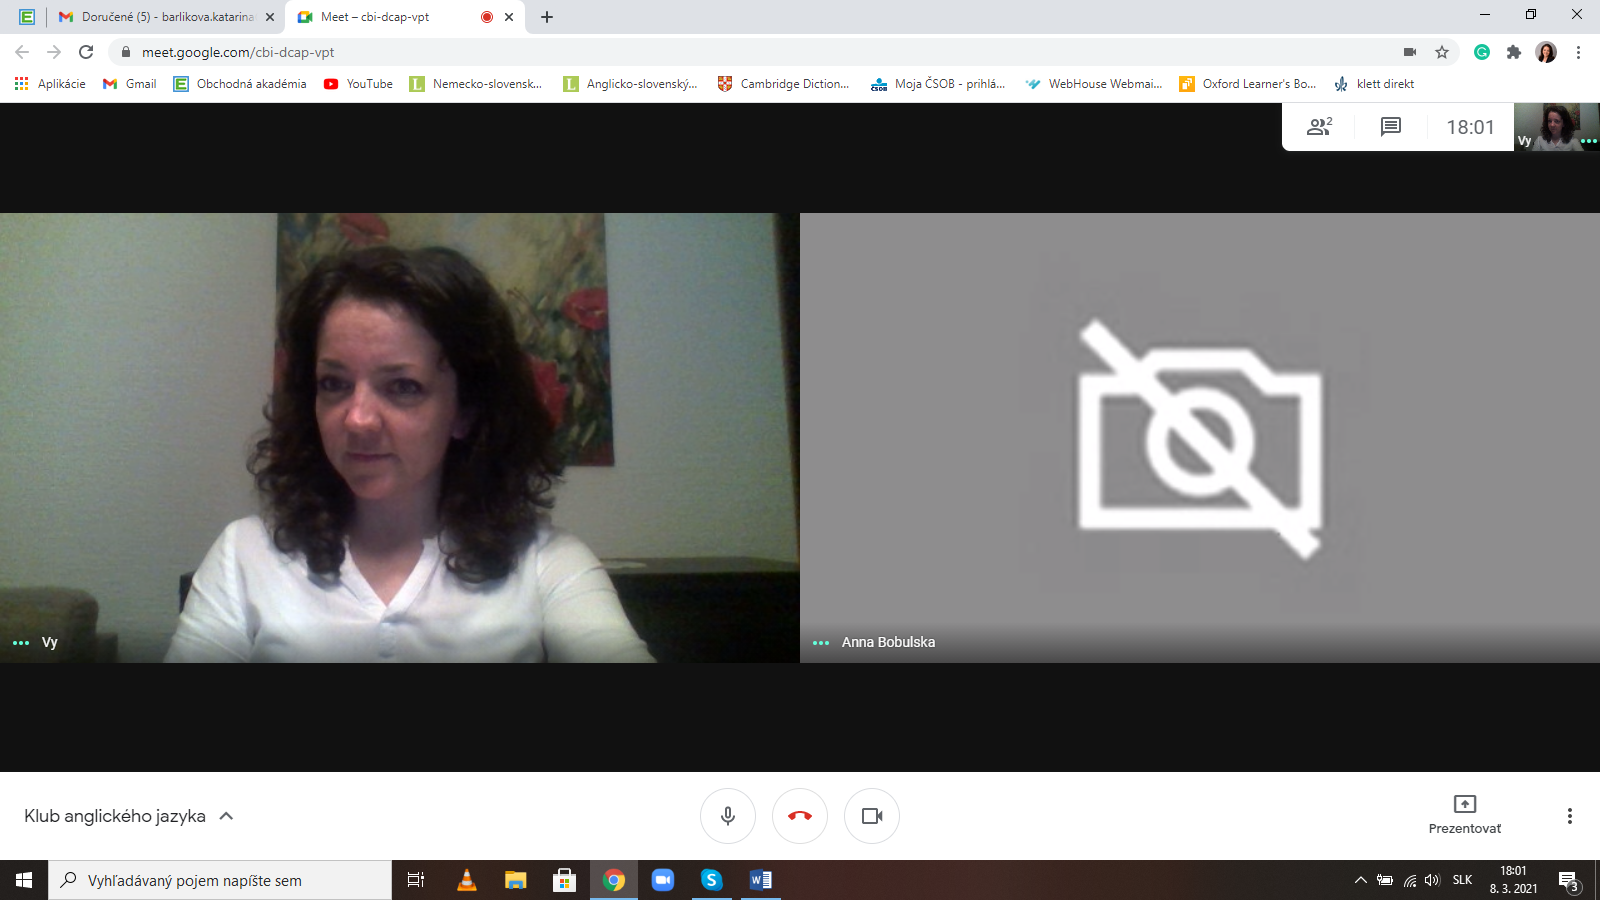 Doručené (5) - barlikova.katarina
Meet – cbi-dcap-vpt
meet.google.com/cbi-dcap-vpt
Aplikácie
Gmail
Obchodná akadémia
YouTube
Nemecko-slovensk...
Anglicko-slovenský...
Cambridge Diction...
Moja ČSOB - prihlá...
WebHouse Webmai...
Oxford Learner's Bo...
klett direkt
2
18:01
Vy
Vy
Anna Bobulska
Klub anglického jazyka
Prezentovať
Vyhľadávaný pojem napíšte sem
SLK
18:01
8. 3. 2021
3